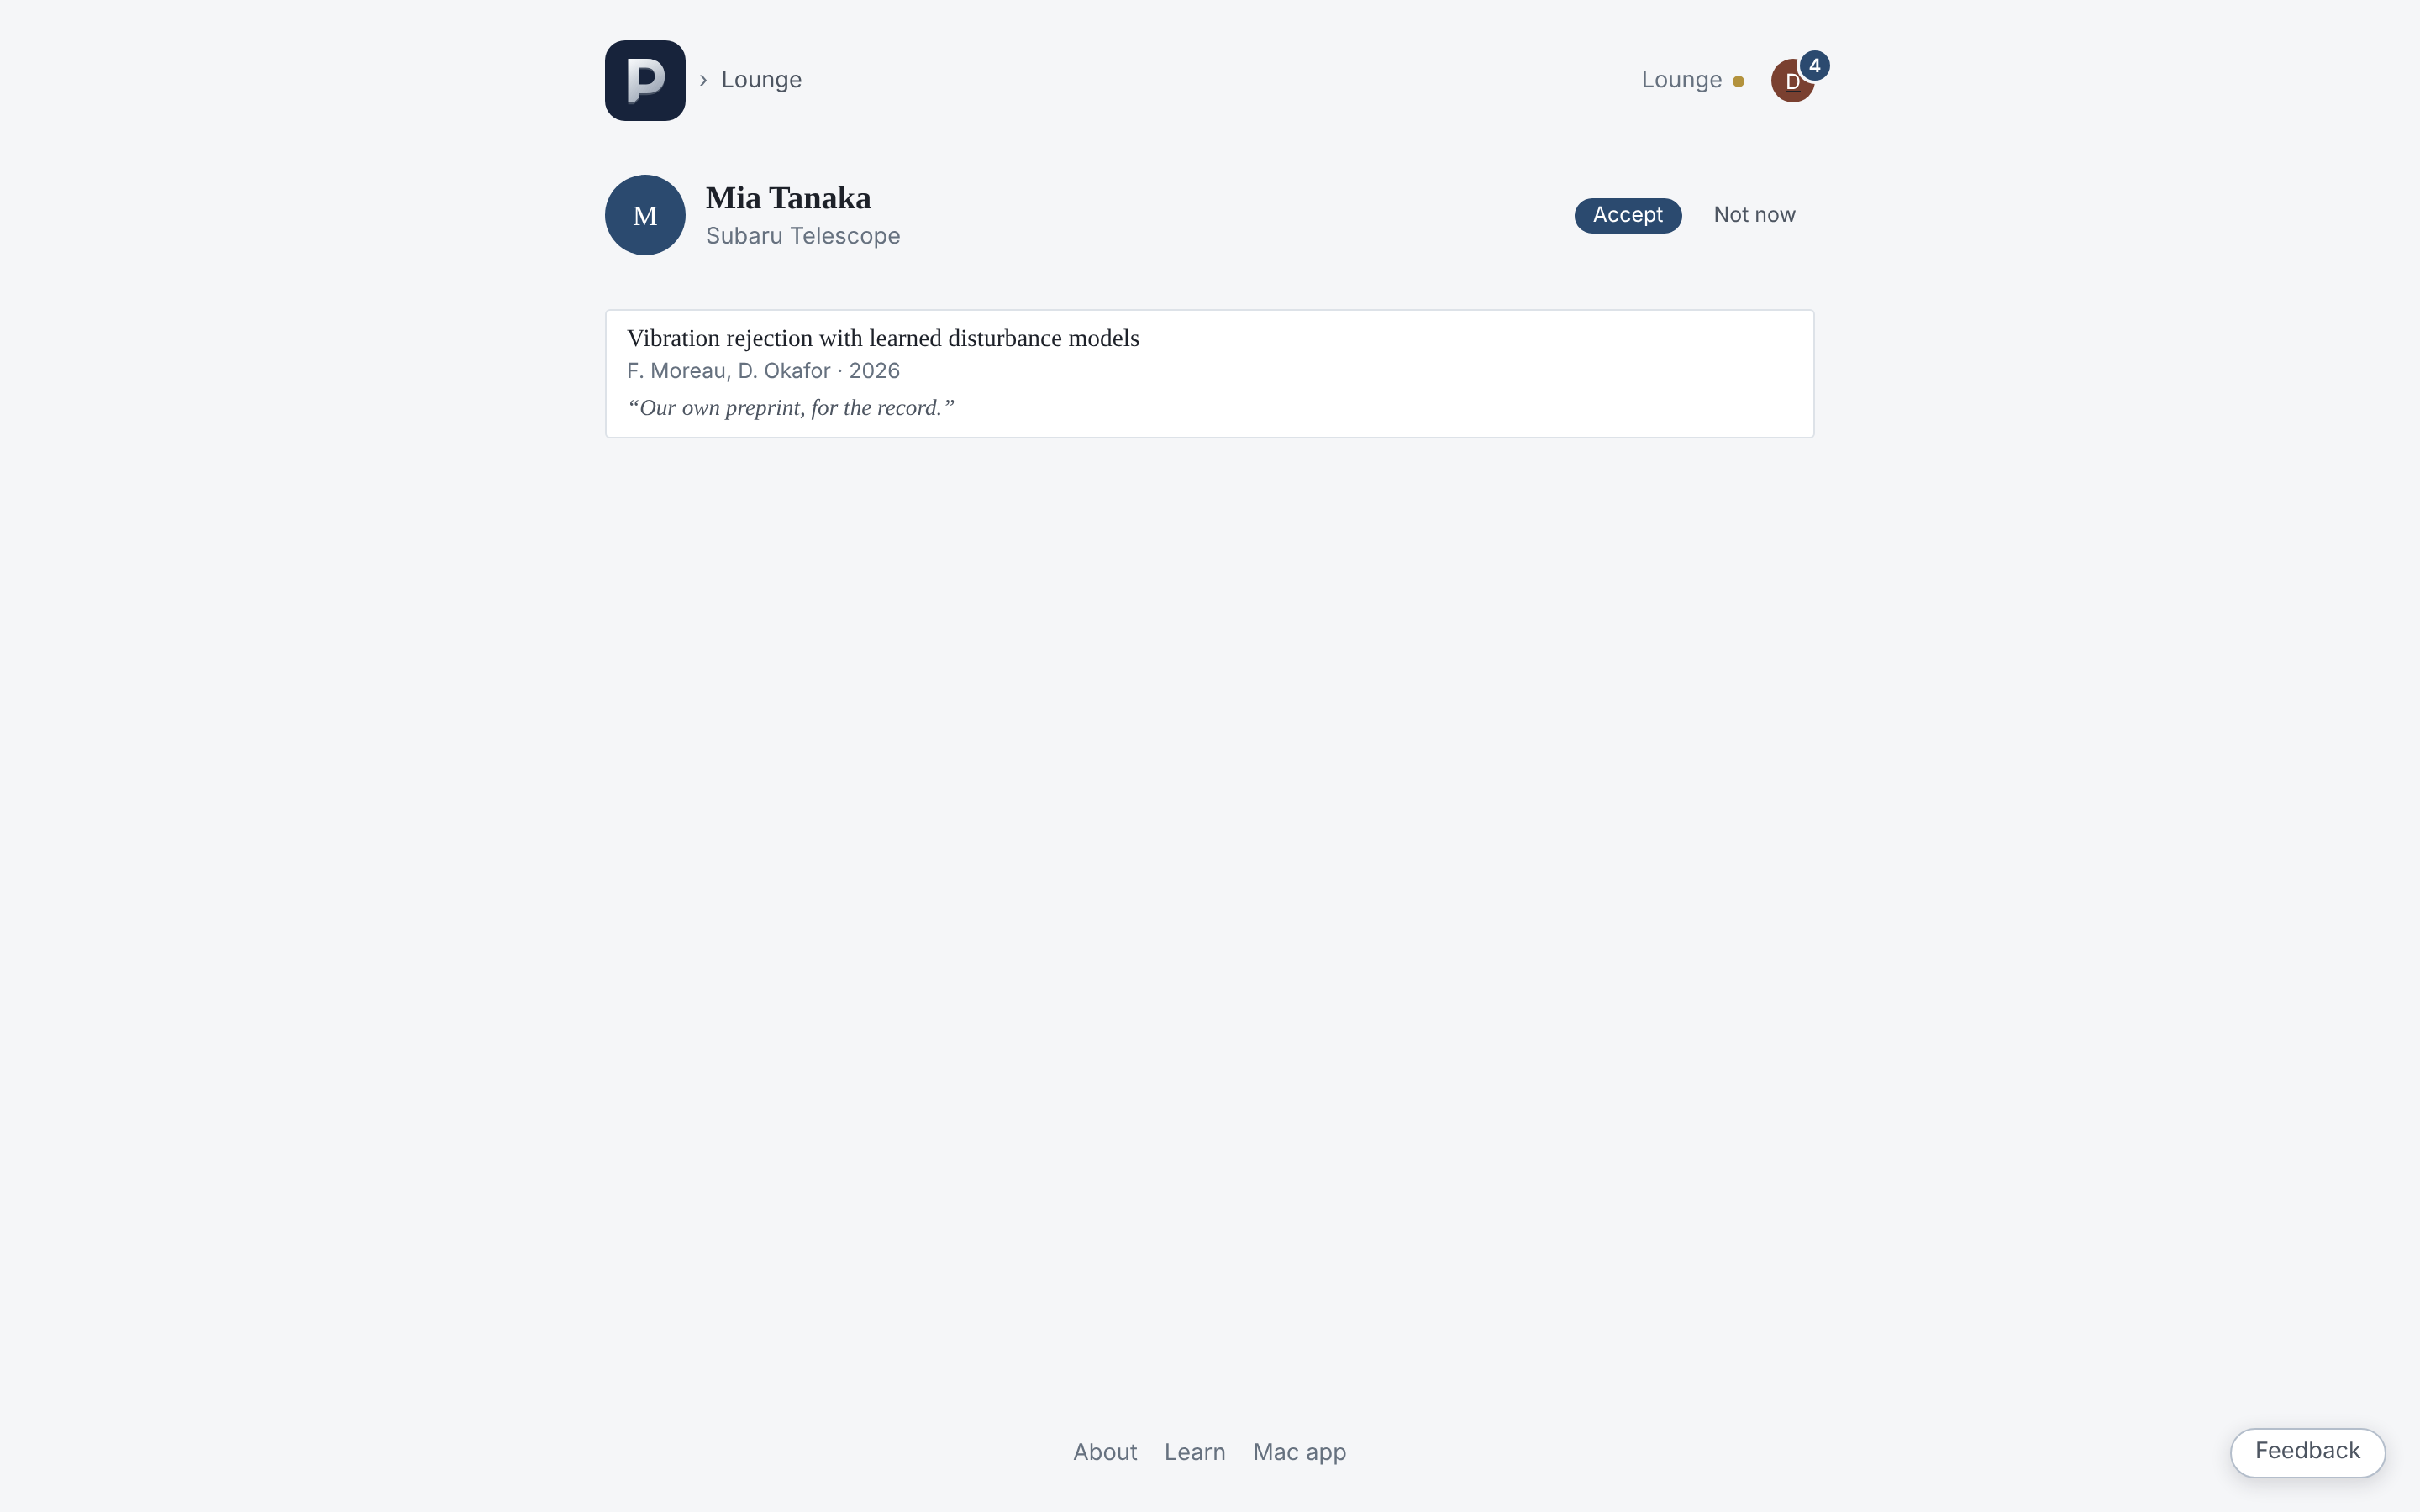 P › Lounge
Lounge D 4
M
Mia Tanaka
Subaru Telescope
Accept Not now
Vibration rejection with learned disturbance models
F. Moreau, D. Okafor · 2026
“Our own preprint, for the record.”
About Learn Mac app
Feedback